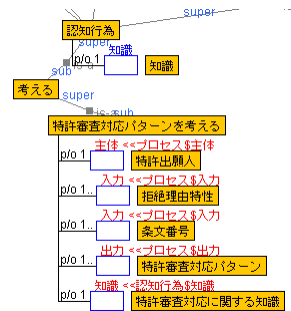 super
認知行為
super
知識
p/o 1
知識
sub
is-a
考える
super
is-a
sub
特許審査対応パターンを考える
主体 <<プロセス$主体
p/o 1
特許出願人
入力 <<プロセス$入力
p/o 1..
拒絶理由特性
入力 <<プロセス$入力
p/o 1..
条文番号
出力 <<プロセス$出力
p/o 1..
特許審査対応パターン
知識 <<認知行為$知識
p/o 1..
特許審査対応に関する知識